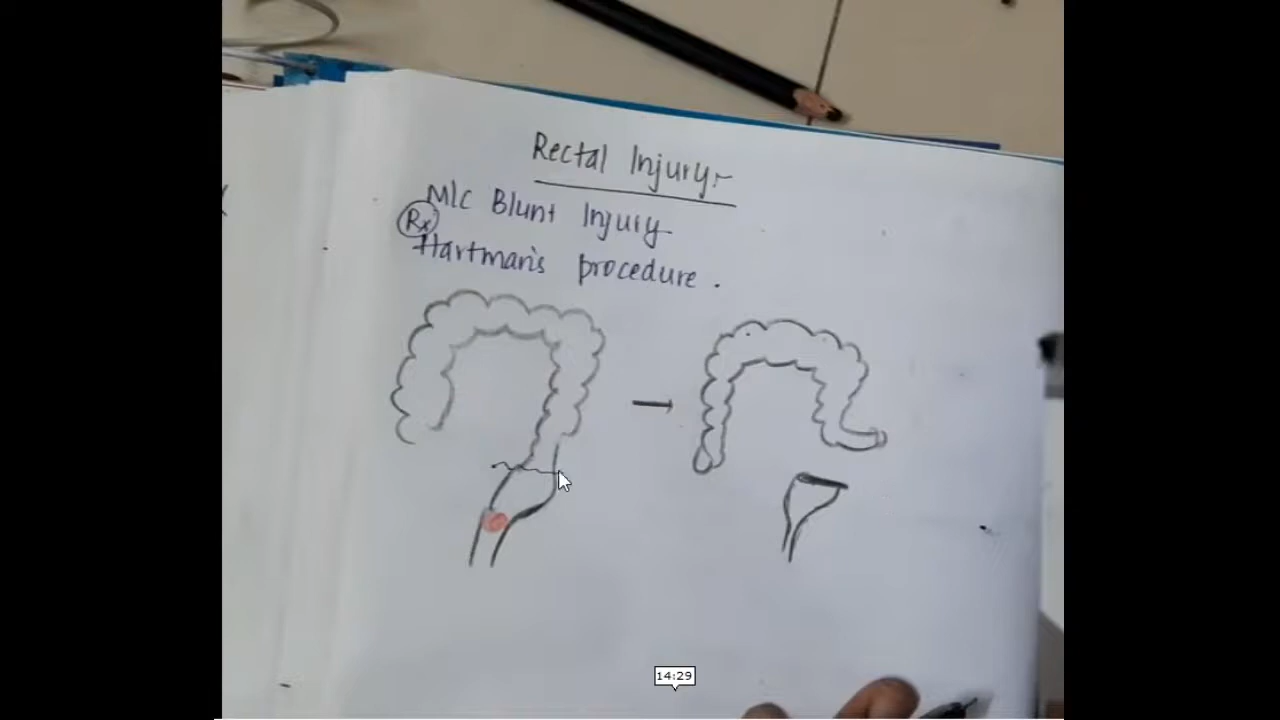 Rectal Injury:-
M/c Blunt Injury
Rx
Hartman's procedure.
14:29